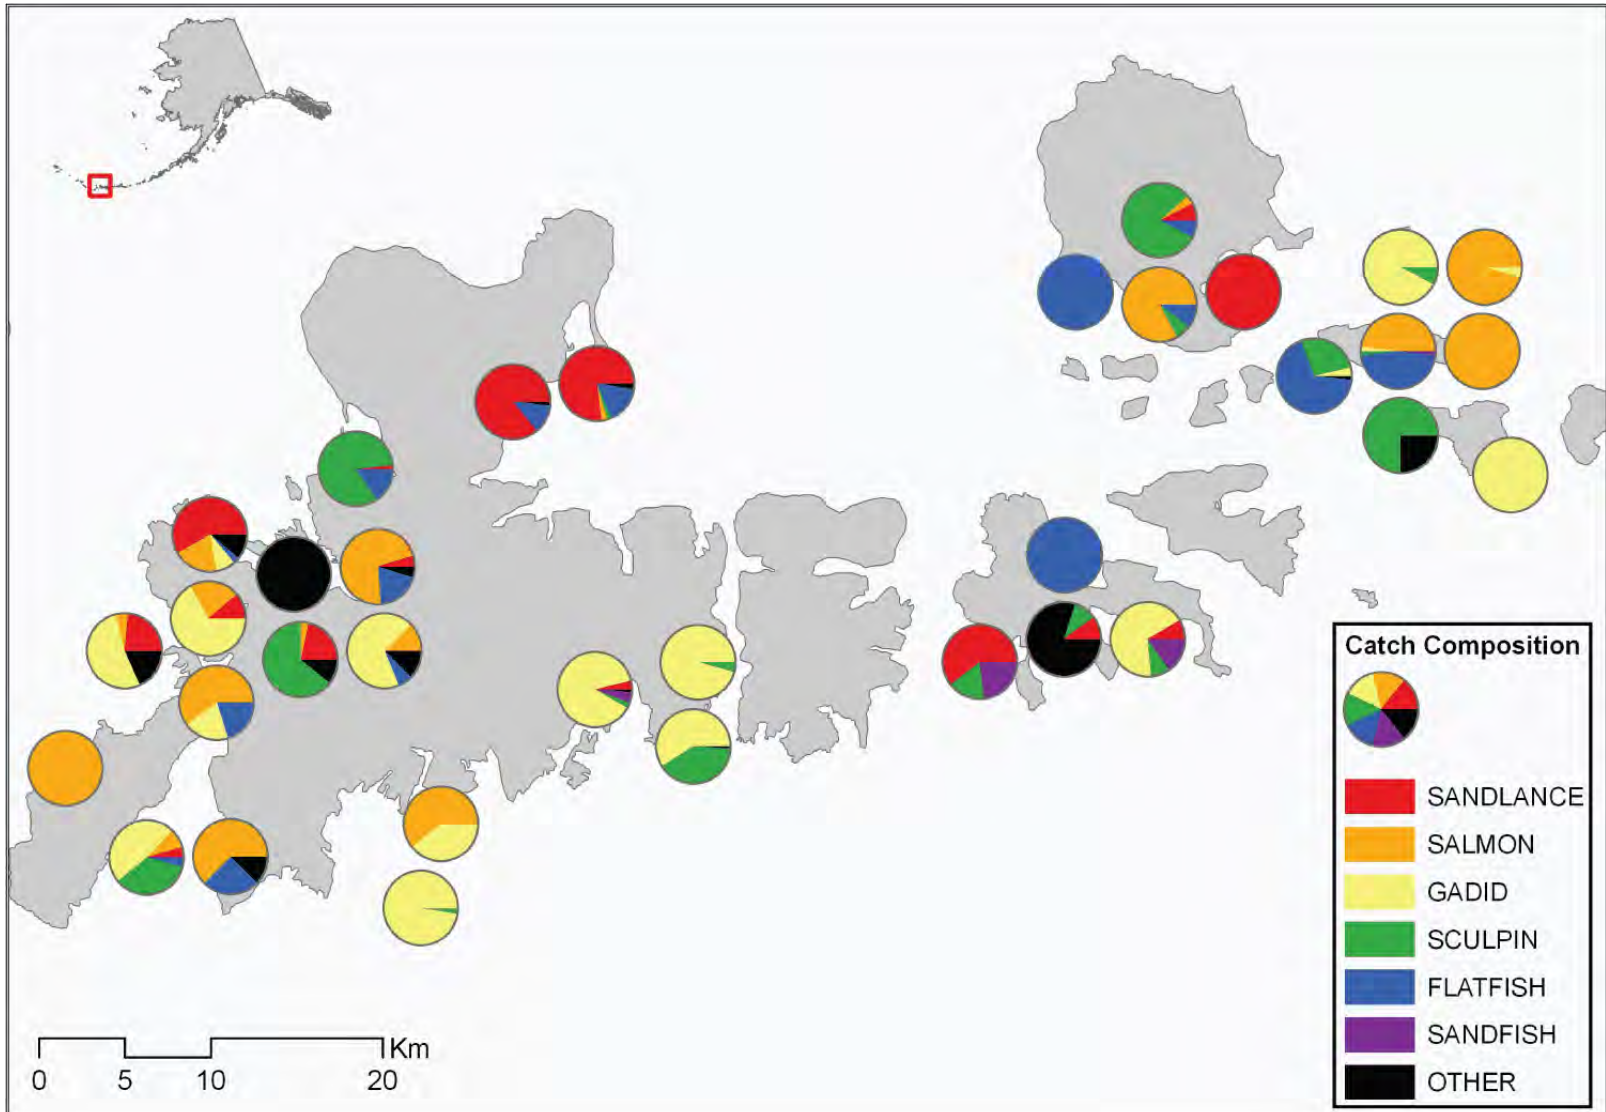 Catch Composition
SANDLANCE
SALMON
GADID
SCULPIN
FLATFISH
SANDFISH
OTHER
Km
0 5 10 20